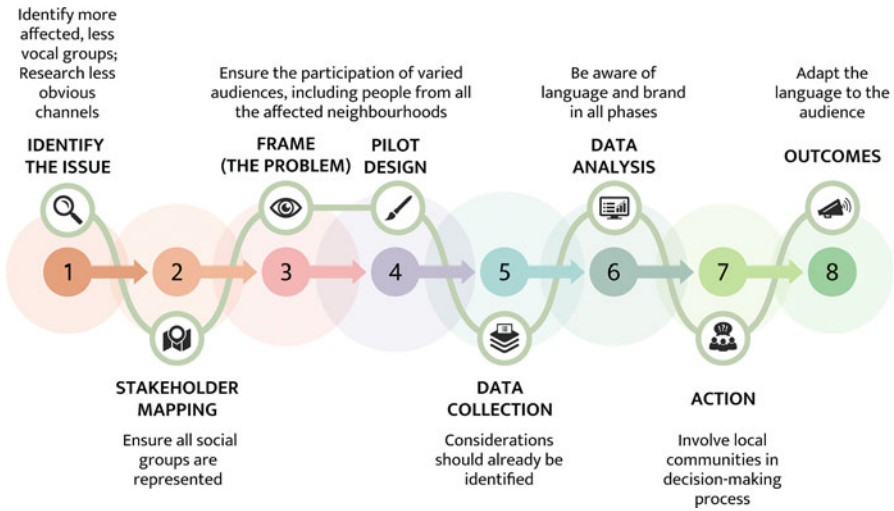 Identify more
affected, less
vocal groups;
Research less
obvious
channels
IDENTIFY
THE ISSUE
Ensure the participation of varied
audiences, including people from all
the affected neighbourhoods
FRAME
(THE PROBLEM)
PILOT
DESIGN
Be aware of
language and brand
in all phases
DATA
ANALYSIS
Adapt the
language to the
audience
OUTCOMES
1
2
3
4
5
6
7
8
STAKEHOLDER
MAPPING
Ensure all social
groups are
represented
DATA
COLLECTION
Considerations
should already be
identified
ACTION
Involve local
communities in
decision-making
process